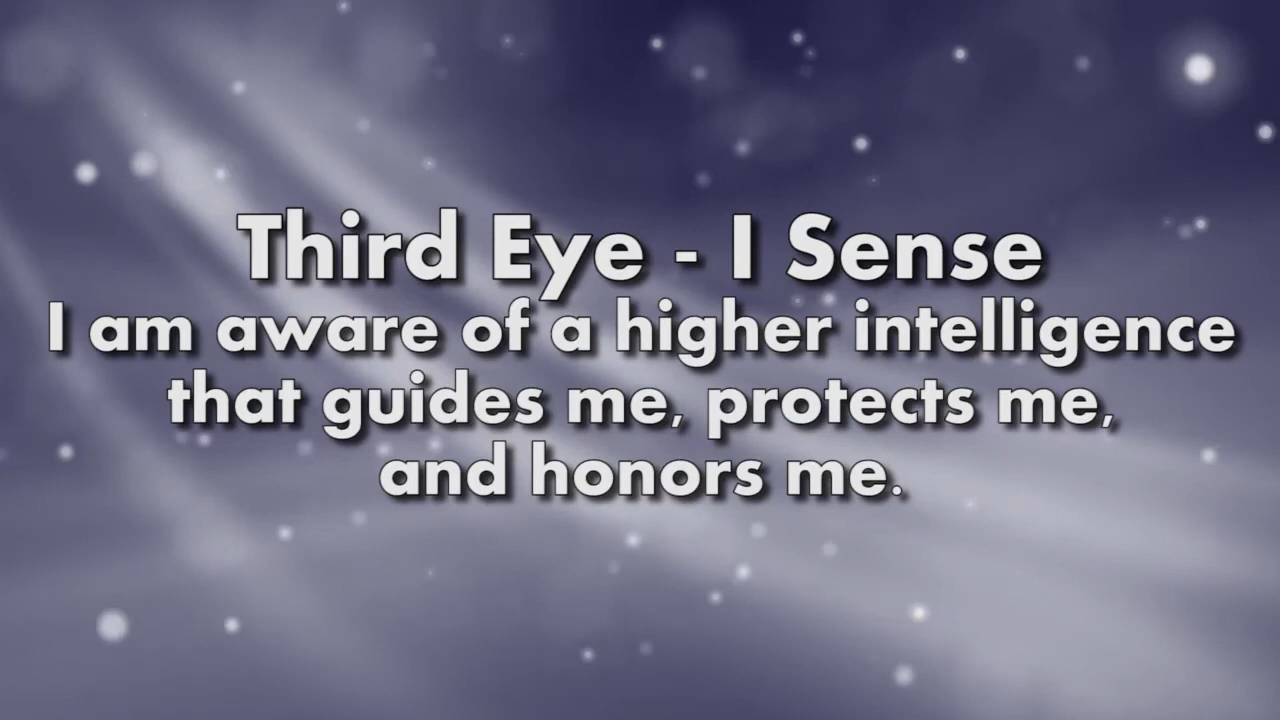 Third Eye - I Sense
I am aware of a higher intelligence
that guides me, protects me,
and honors me.